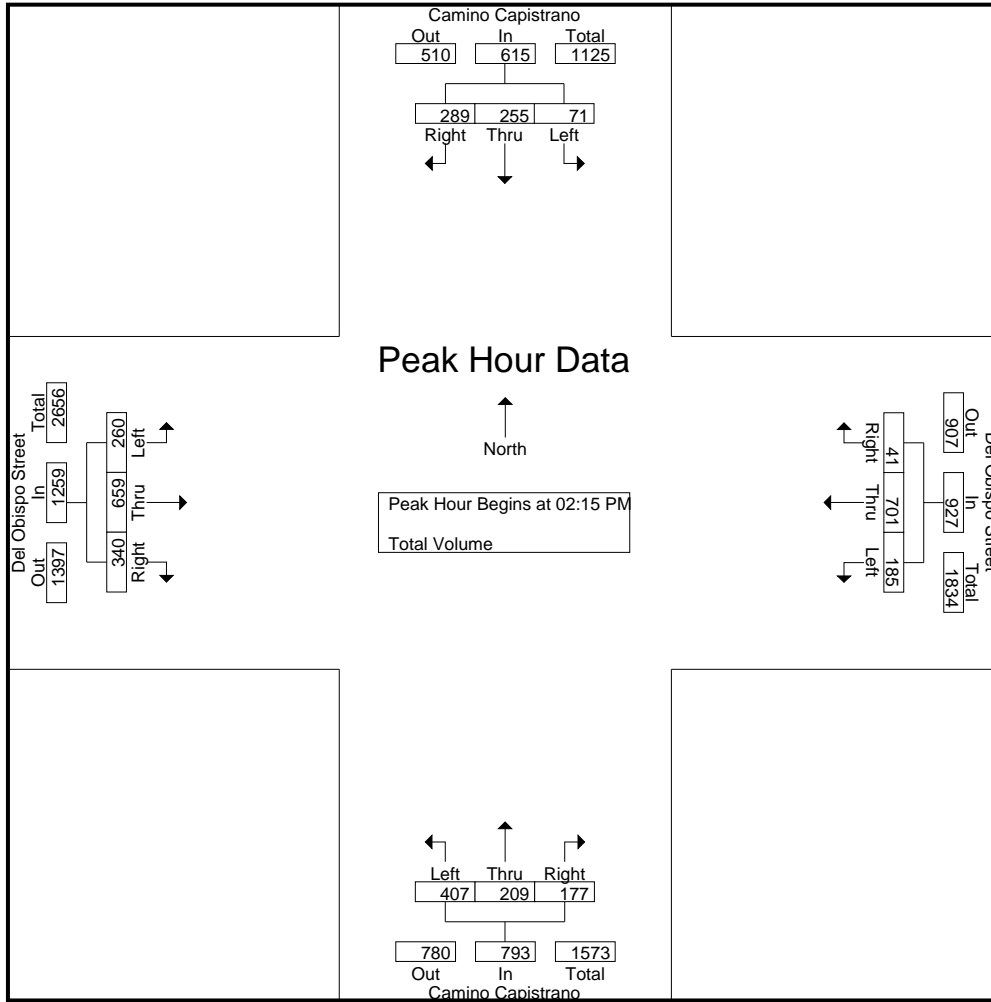 Camino Capistrano
Out In Total
510 615 1125
289 255 71
Right Thru Left
Peak Hour Data
North
Peak Hour Begins at 02:15 PM
Total Volume
Del Obispo Street
Total In Out
2656 1259 1397
260 659 340
Left Thru Right
Del Obispo Street
Out In Total
907 927 1834
41 701 185
Right Thru Left
Left Thru Right
407 209 177
780 793 1573
Out In Total
Camino Capistrano